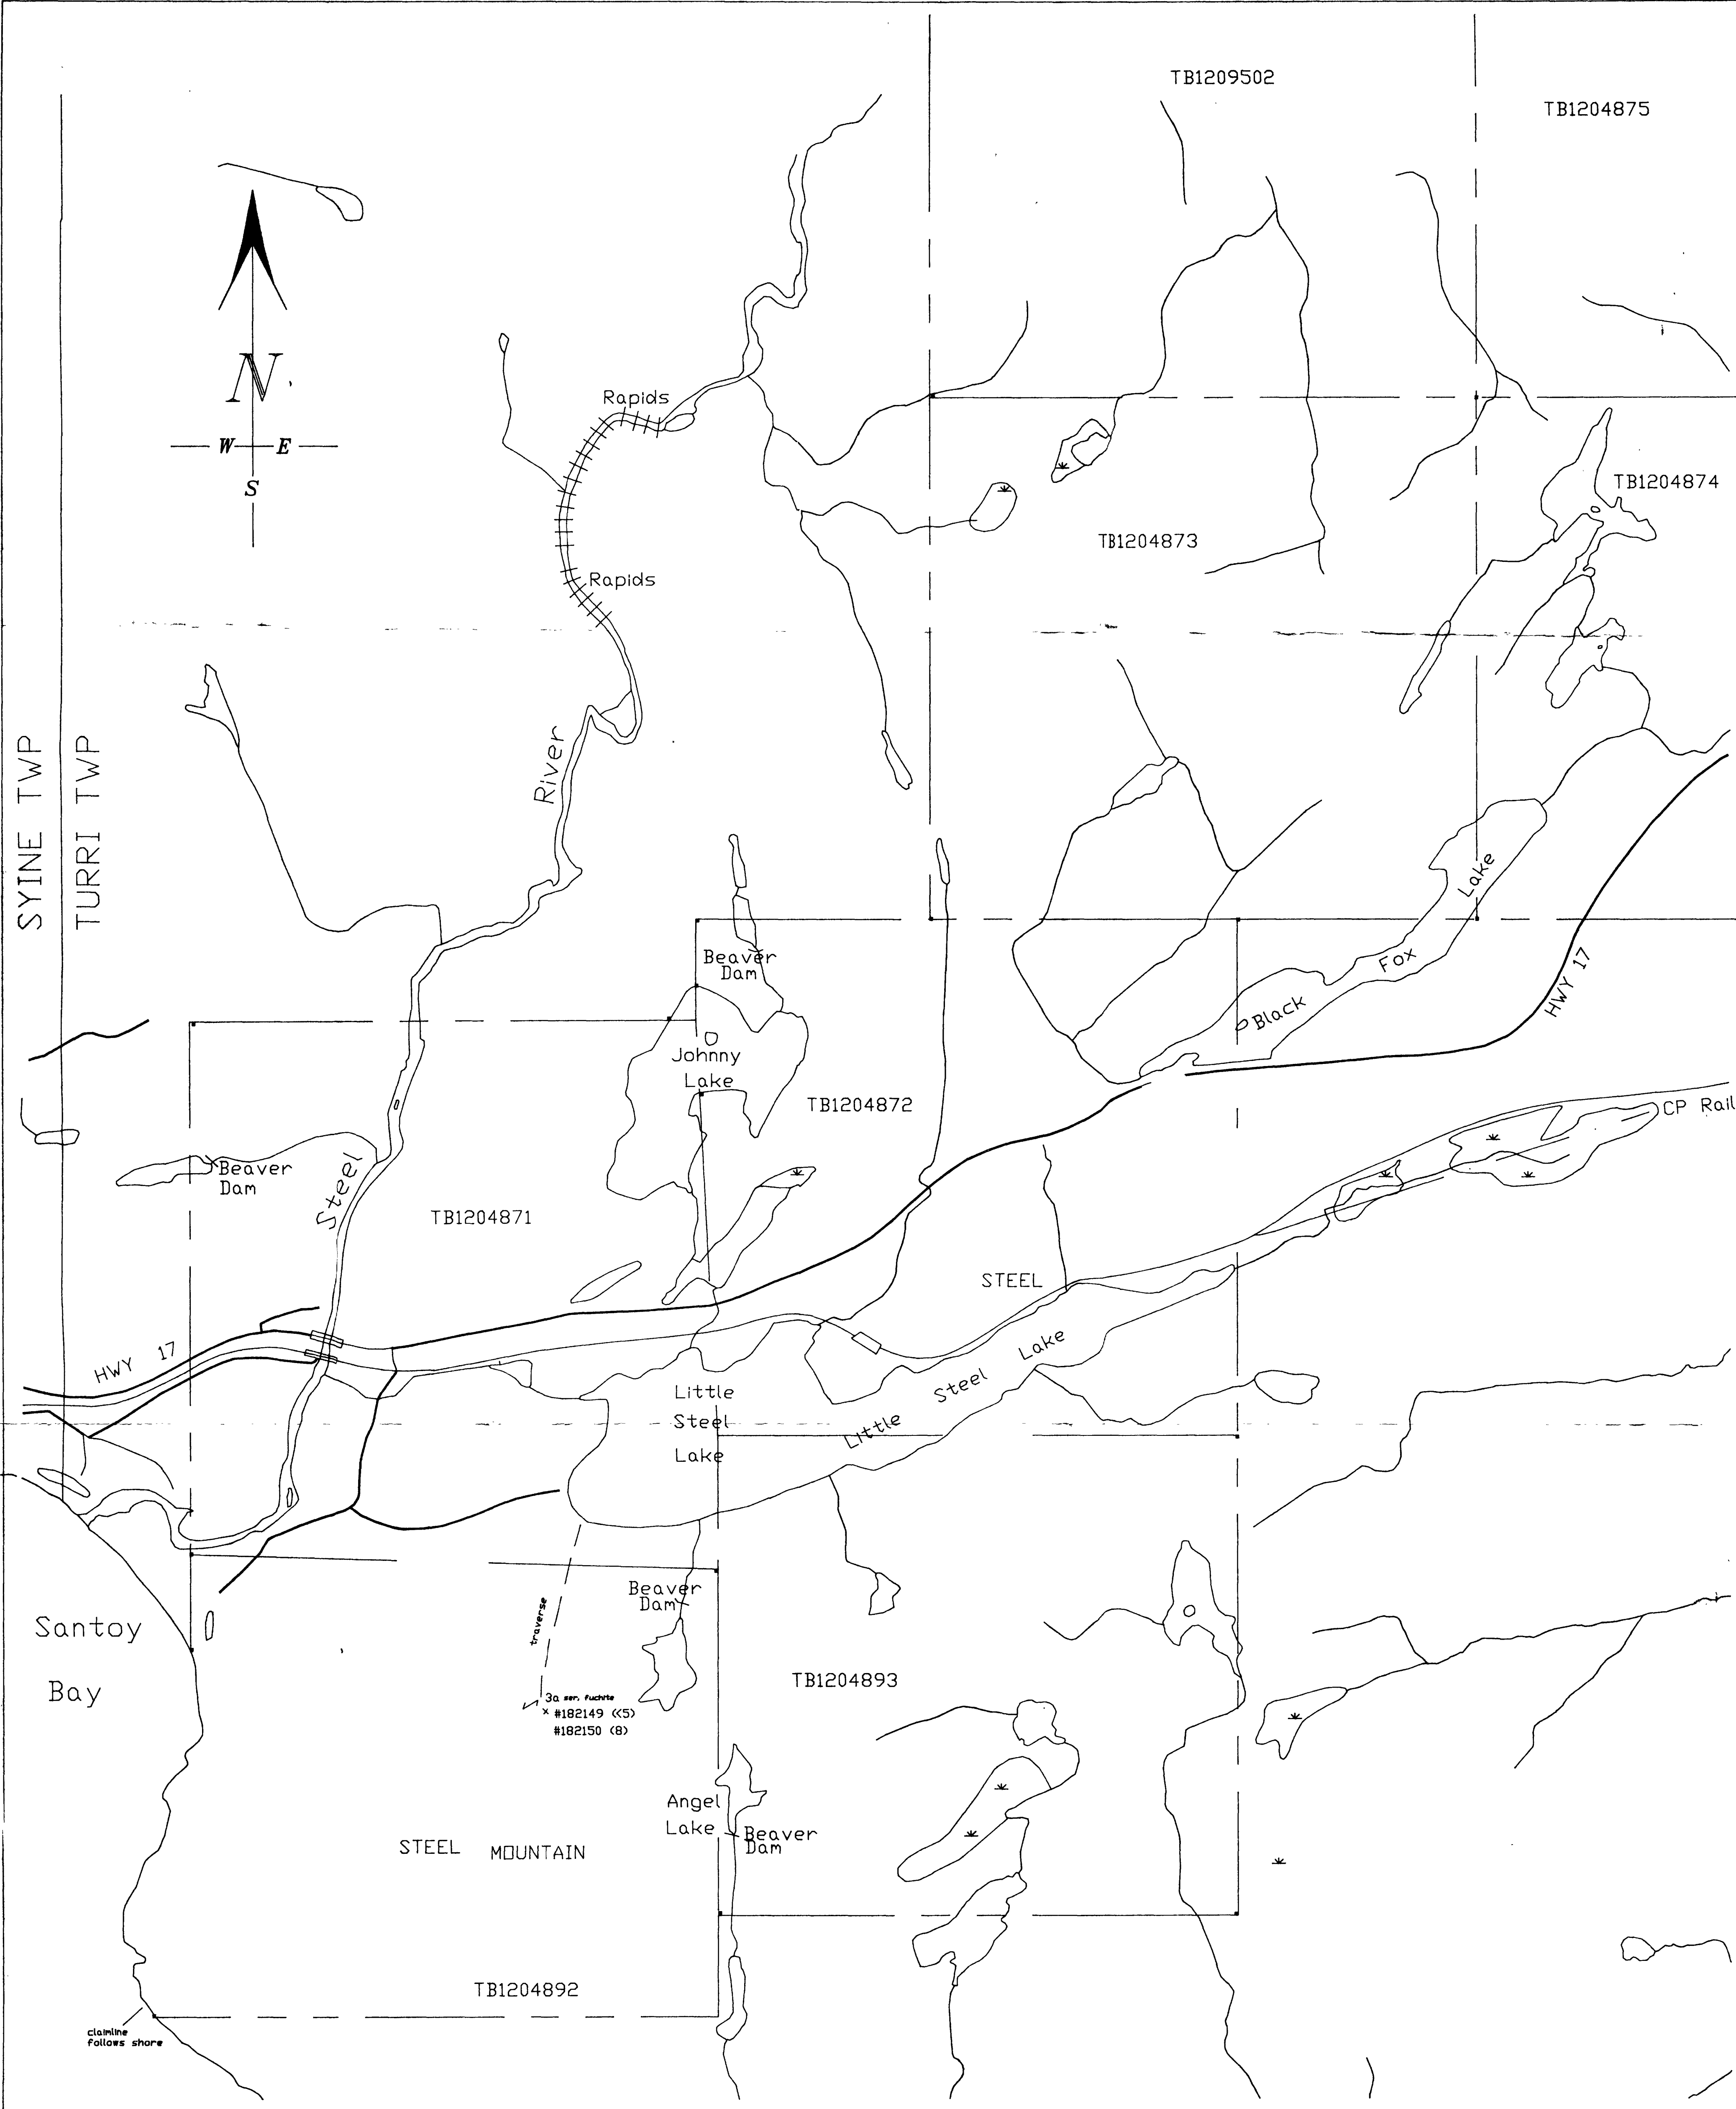 TB1209502
TB1204875
N
W E
S
Rapids
TB1204874
TB1204873
Rapids
SYINE TWP
TURRI TWP
River
Black Fox Lake
HWY 17
Beaver
Dam
Johnny
Lake
TB1204872
CP Rail
Beaver
Dam
Steel
TB1204871
STEEL
HWY 17
Little
Steel
Lake
Little Steel Lake
Santoy
Bay
traverse
Beaver
Dam
3a ser, fuchite
x #182149 (<5)
#182150 (8)
TB1204893
Angel
Lake
Beaver
Dam
STEEL MOUNTAIN
TB1204892
claimline
follows shore